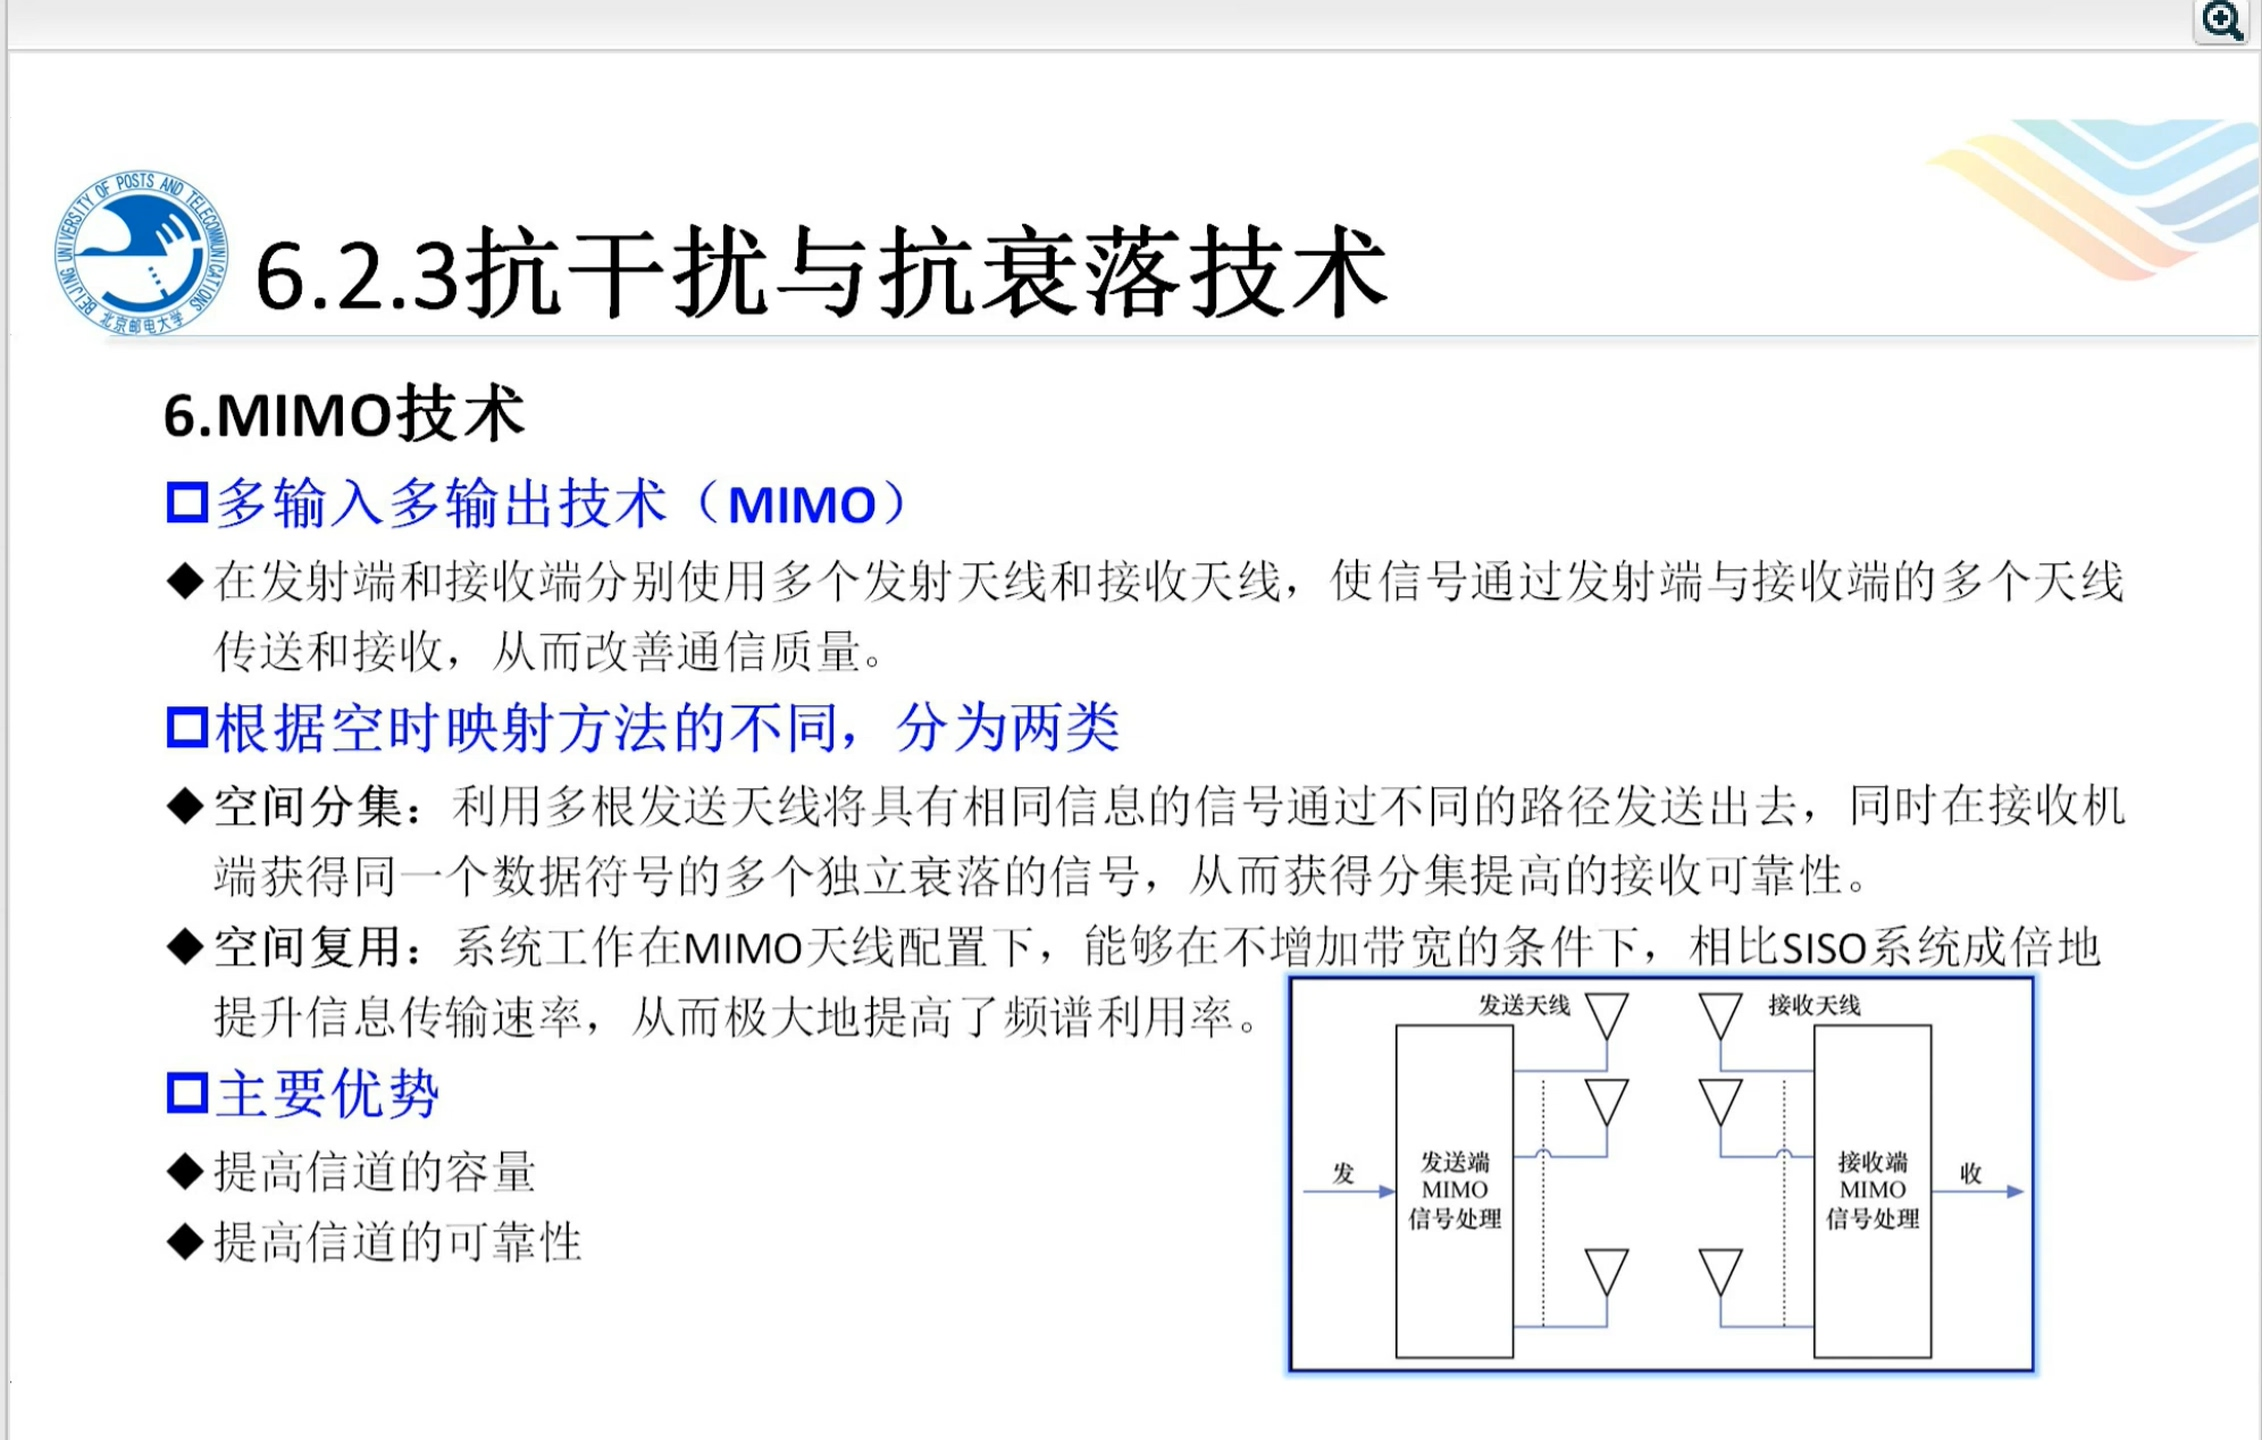 BEIJING UNIVERSITY OF POSTS AND TELECOMMUNICATIONS
北京邮电大学
6.2.3抗干扰与抗衰落技术
6.MIMO技术
多输入多输出技术（MIMO）
在发射端和接收端分别使用多个发射天线和接收天线，使信号通过发射端与接收端的多个天线
传送和接收，从而改善通信质量。
根据空时映射方法的不同，分为两类
空间分集：利用多根发送天线将具有相同信息的信号通过不同的路径发送出去，同时在接收机
端获得同一个数据符号的多个独立衰落的信号，从而获得分集提高的接收可靠性。
空间复用：系统工作在MIMO天线配置下，能够在不增加带宽的条件下，相比SISO系统成倍地
提升信息传输速率，从而极大地提高了频谱利用率。
主要优势
提高信道的容量
提高信道的可靠性
发送天线
接收天线
发
发送端
MIMO
信号处理
接收端
MIMO
信号处理
收